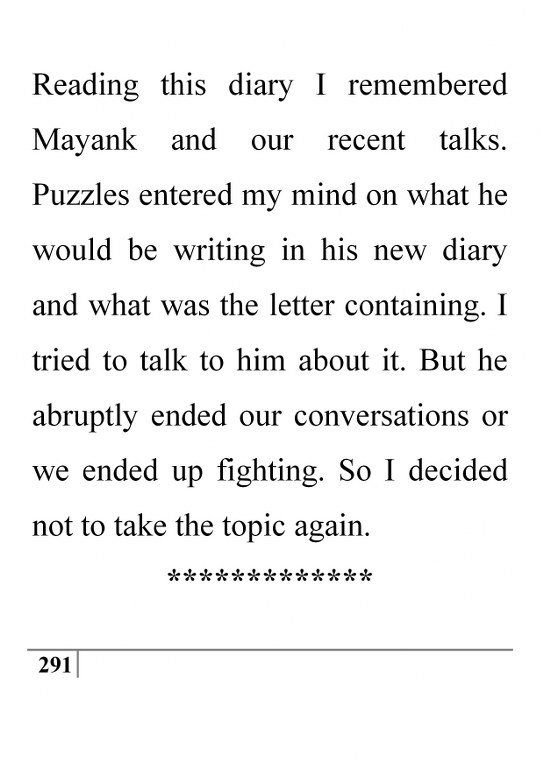 Reading this diary I remembered
Mayank and our recent talks.
Puzzles entered my mind on what he
would be writing in his new diary
and what was the letter containing. I
tried to talk to him about it. But he
abruptly ended our conversations or
we ended up fighting. So I decided
not to take the topic again.
*************
291